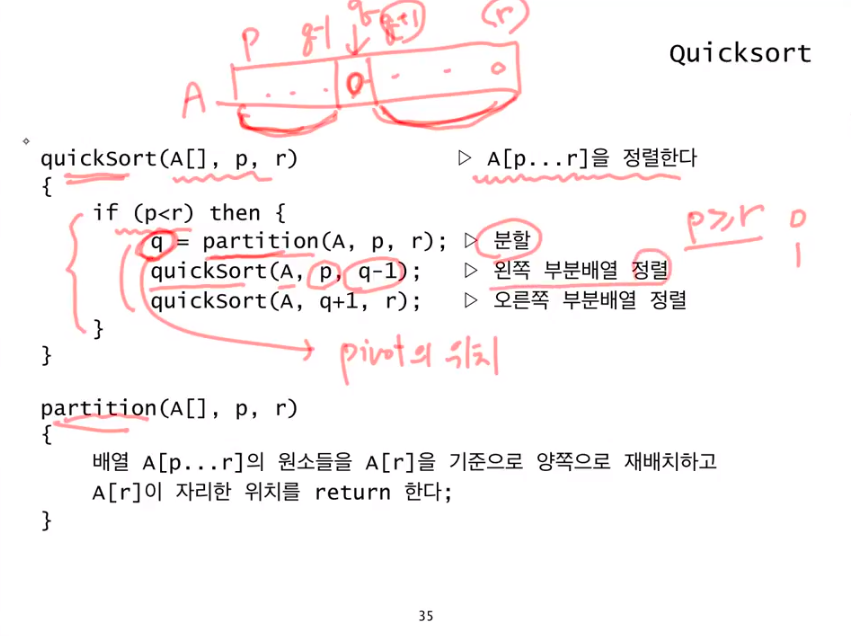 p q-1 q q+1 r
Quicksort
A
quickSort(A[], p, r) ▷ A[p...r]을 정렬한다
{
if (p<r) then {
p≥r 0
q = partition(A, p, r); ▷ 분할
1
quickSort(A, p, q-1); ▷ 왼쪽 부분배열 정렬
quickSort(A, q+1, r); ▷ 오른쪽 부분배열 정렬
}
}
pivot의 위치
partition(A[], p, r)
{
배열 A[p...r]의 원소들을 A[r]을 기준으로 양쪽으로 재배치하고
A[r]이 자리한 위치를 return 한다;
}
35